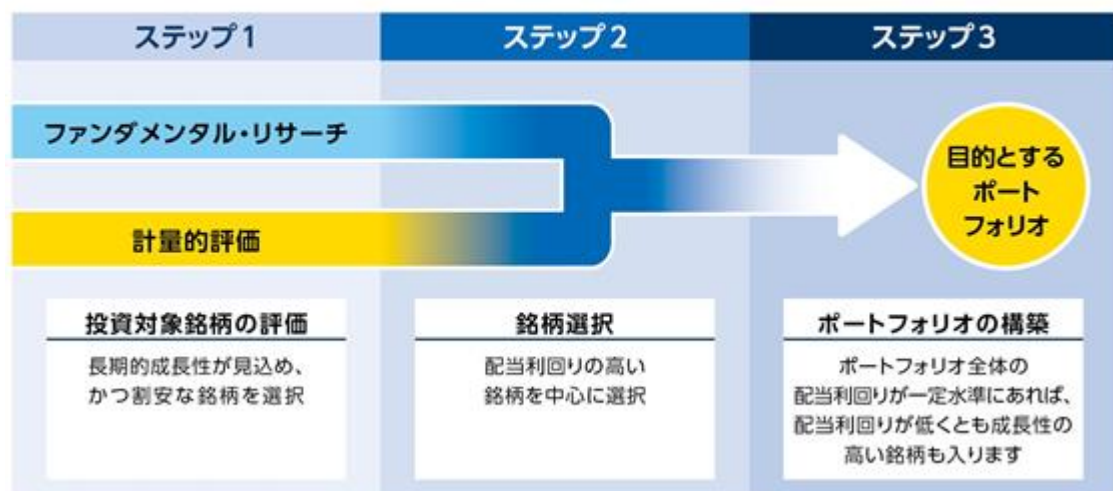 ステップ1
ステップ2
ステップ3
ファンダメンタル・リサーチ
計量的評価
目的とする
ポート
フォリオ
投資対象銘柄の評価
長期的成長性が見込め、
かつ割安な銘柄を選択
銘柄選択
配当利回りの高い
銘柄を中心に選択
ポートフォリオの構築
ポートフォリオ全体の
配当利回りが一定水準にあれば、
配当利回りが低くとも成長性の
高い銘柄も入ります